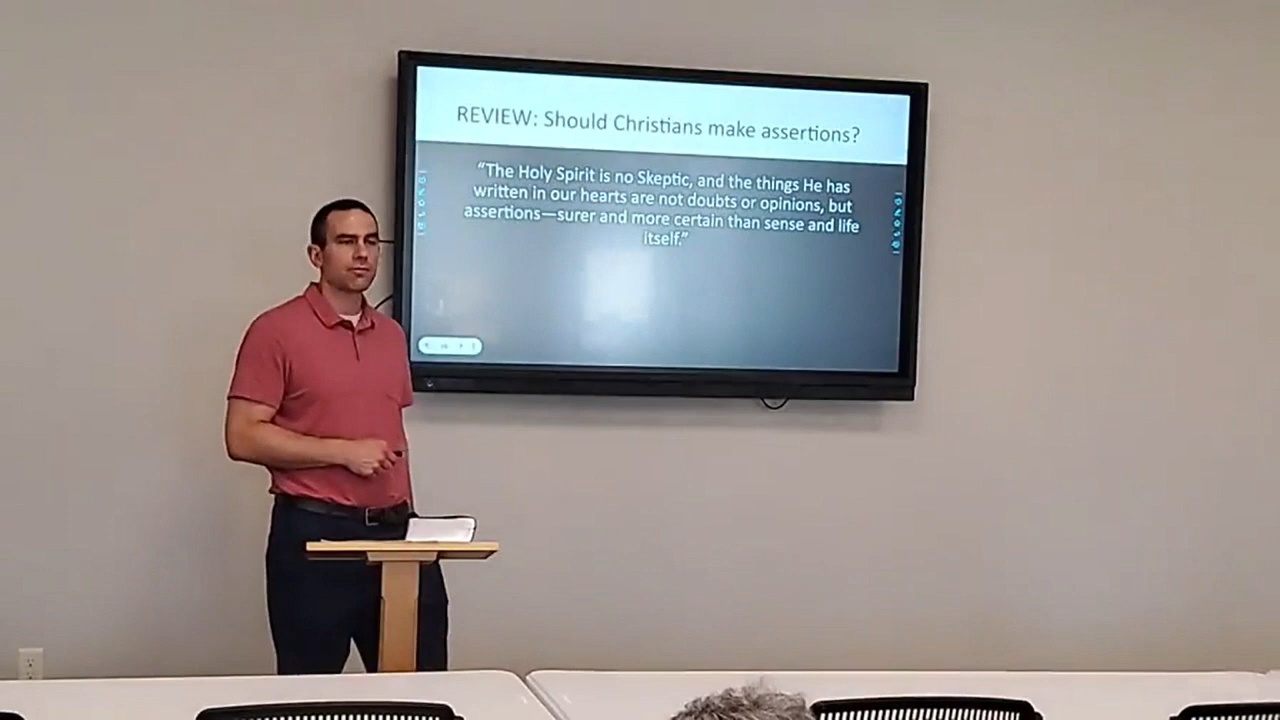 REVIEW: Should Christians make assertions?
“The Holy Spirit is no Skeptic, and the things He has
written in our hearts are not doubts or opinions, but
assertions—surer and more certain than sense and life
itself.”